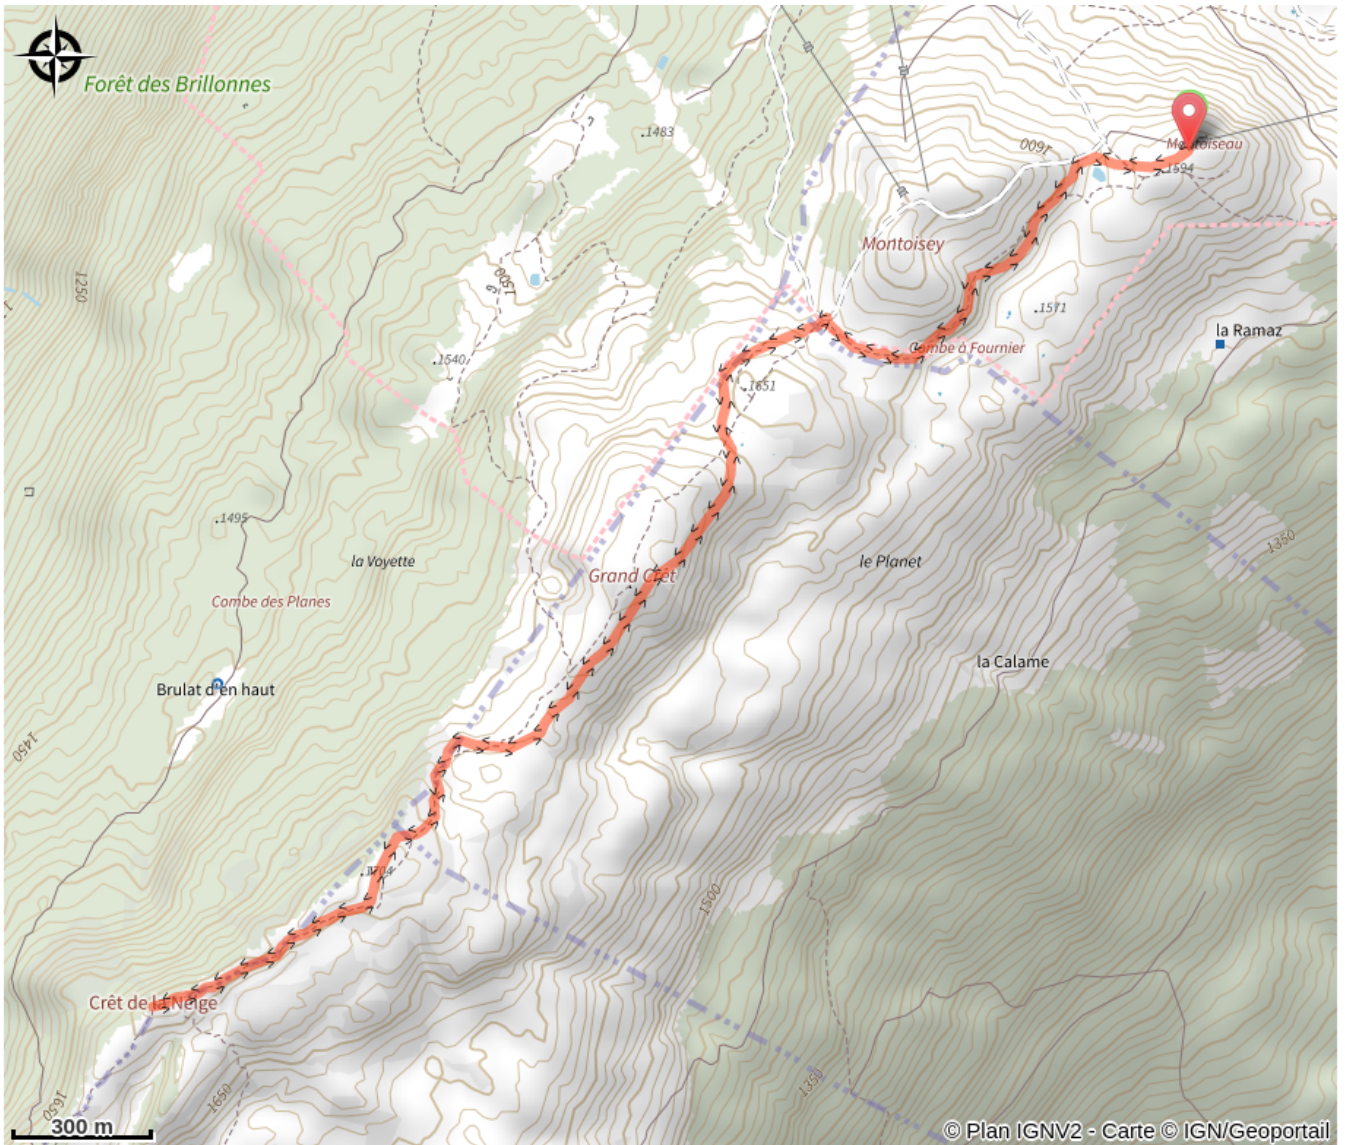 Forêt des Brillonnes
1483
1600
1594
Montoisey
1250
1500
1571
la Ramaz
Combe à Fournier
1540
1651
1495
1350
la Voyette
le Planet
Grand Crêt
Combe des Planes
la Calame
Brulat d'en haut
1450
1704
1500
Crêt de la Neige
1350
1650
1650
300 m
© Plan IGNV2 - Carte © IGN/Geoportail